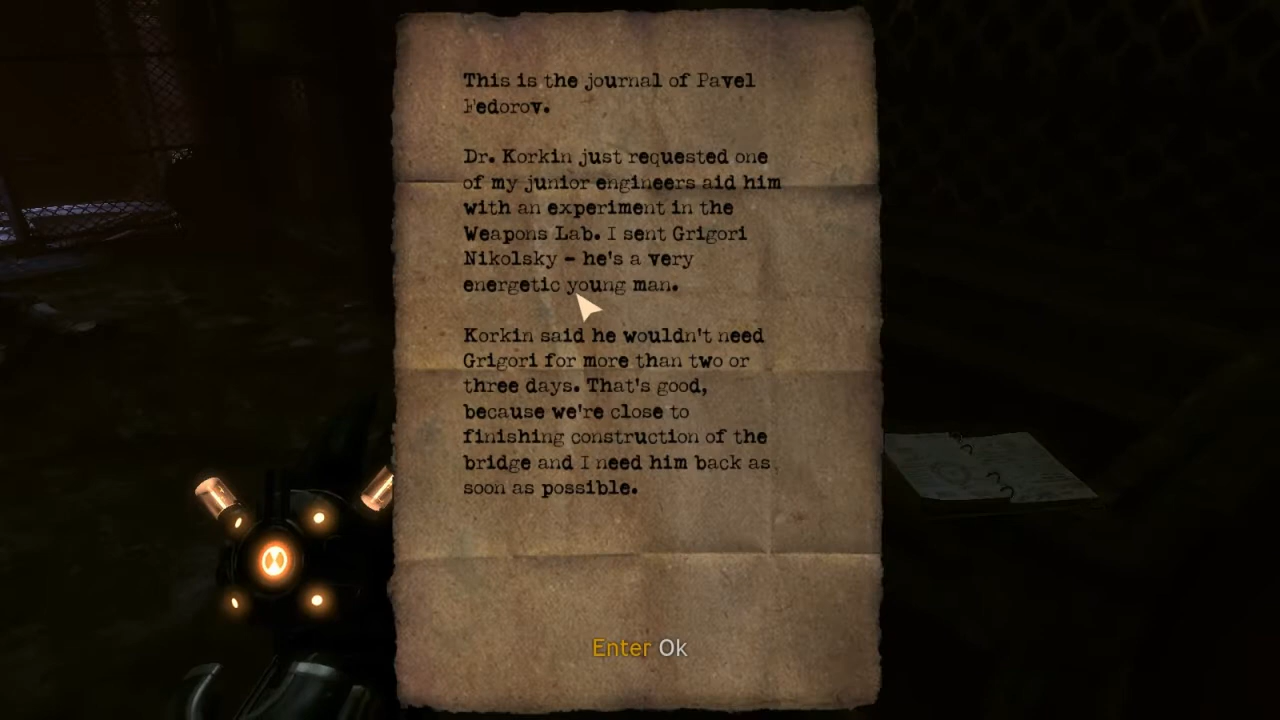 This is the journal of Pavel
Fedorov.
Dr. Korkin just requested one
of my junior engineers aid him
with an experiment in the
Weapons Lab. I sent Grigori
Nikolsky - he's a very
energetic young man.
Korkin said he wouldn't need
Grigori for more than two or
three days. That's good,
because we're close to
finishing construction of the
bridge and I need him back as
soon as possible.
Enter Ok